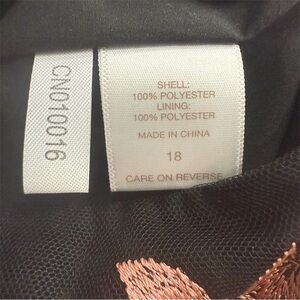 CN010016
SHELL:
100% POLYESTER
LINING:
100% POLYESTER
MADE IN CHINA
18
CARE ON REVERSE